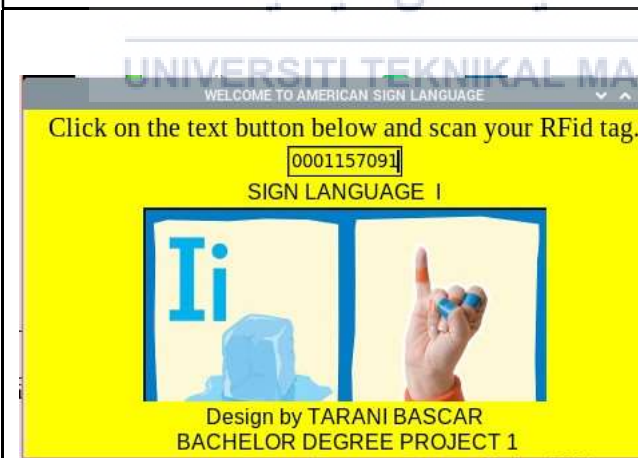 UNIVERSITI TEKNIKAL MA
WELCOME TO AMERICAN SIGN LANGUAGE
Click on the text button below and scan your RFid tag.
0001157091
SIGN LANGUAGE I
Ii
Design by TARANI BASCAR
BACHELOR DEGREE PROJECT 1